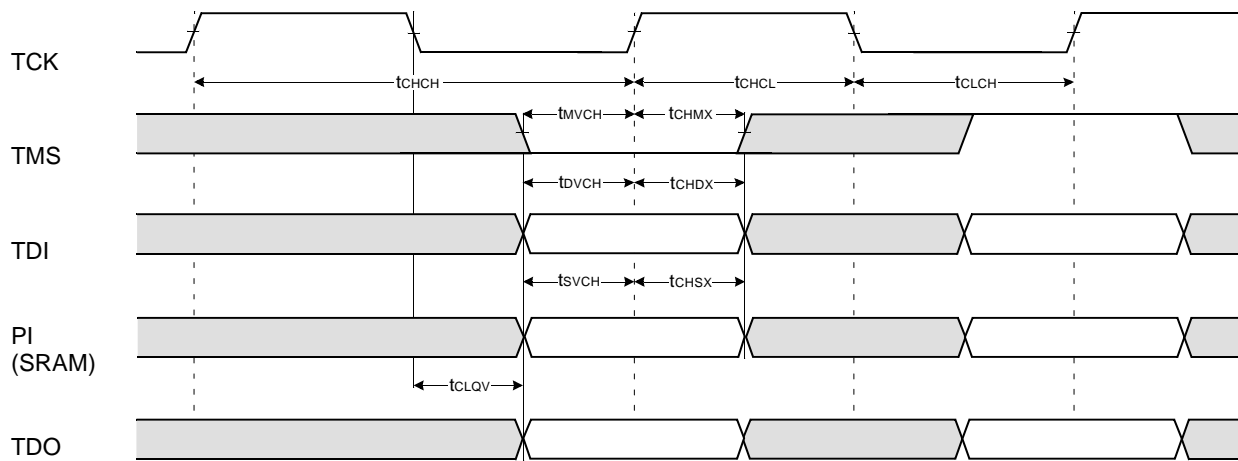 TCK
tCHCH tCHCL tCLCH
tMVCH tCHMX
TMS
tDVCH tCHDX
TDI
tSVCH tCHSX
PI
(SRAM)
tCLQV
TDO